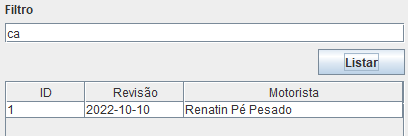 Filtro
ca
Listar
ID Revisão Motorista
1 2022-10-10 Renatin Pé Pesado